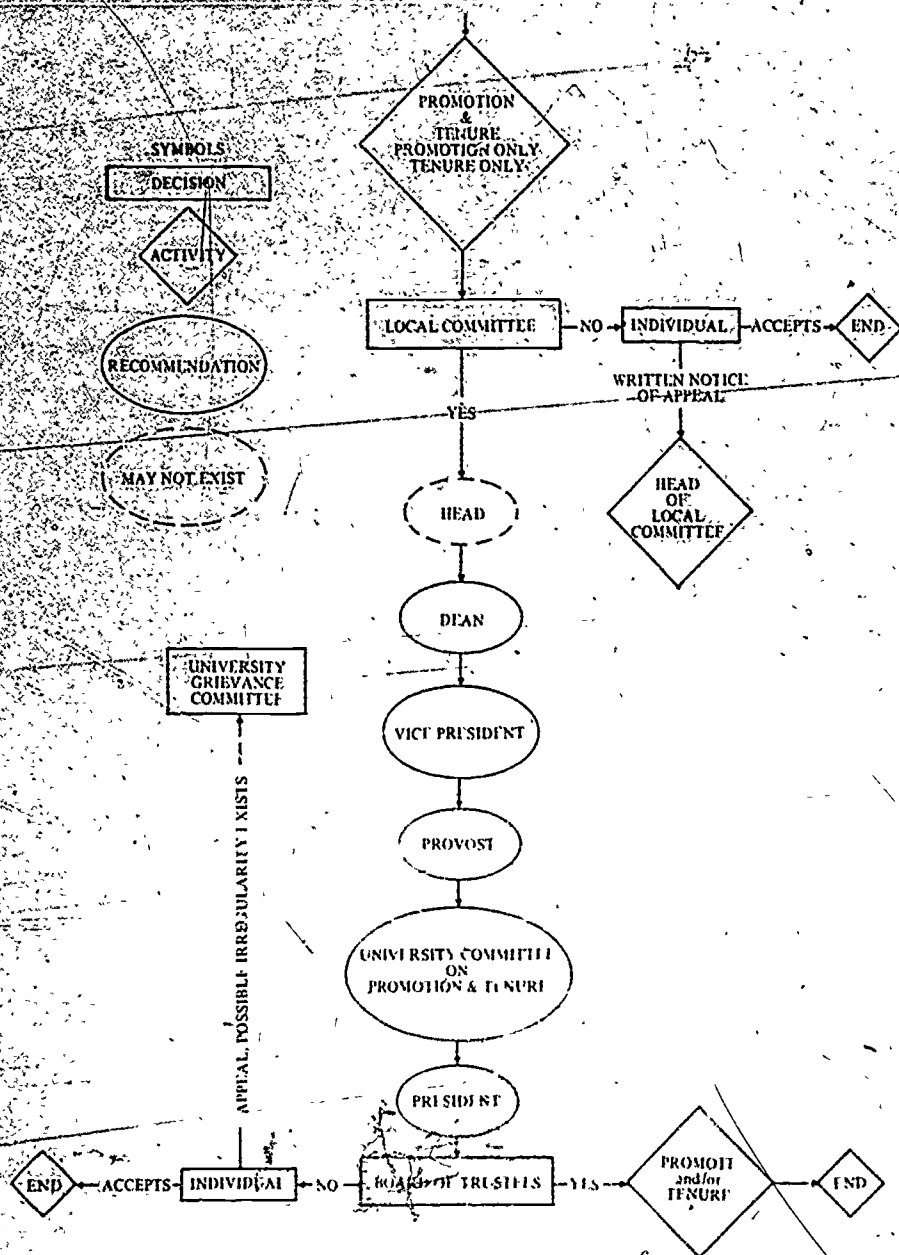 PROMOTION
&
TENURE
PROMOTION ONLY
TENURE ONLY
SYMBOLS
DECISION
ACTIVITY
RECOMMENDATION
MAY NOT EXIST
LOCAL COMMITTEE
NO
INDIVIDUAL
ACCEPTS
END
WRITTEN NOTICE
OF APPEAL
YES
HEAD
OF
LOCAL
COMMITTEE
HEAD
DEAN
UNIVERSITY
GRIEVANCE
COMMITTEE
VICE PRESIDENT
APPEAL, POSSIBLE IRREGULARITY EXISTS
PROVOST
UNIVERSITY COMMITTEE
ON
PROMOTION & TENURE
PRESIDENT
END
ACCEPTS
INDIVIDUAL
NO
BOARD OF TRUSTEES
YES
PROMOTE
and/or
TENURE
END